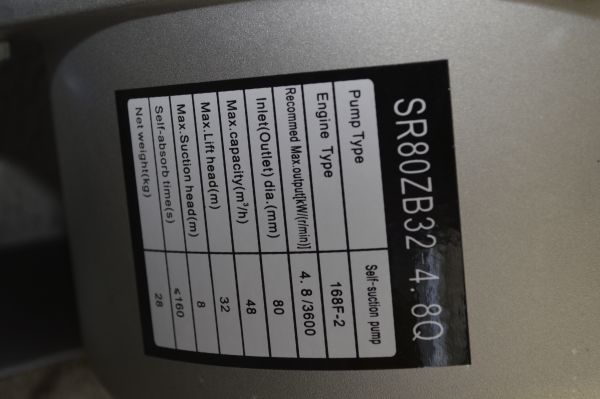 SR80ZB32-4.8Q
Pump Type Self-suction pump
Engine Type 168F-2
Recommed Max.output[kW/(r/min)] 4.8/3600
Inlet(Outlet) dia.(mm) 80
Max.capacity(m³/h) 48
Max.Lift head(m) 32
Max.Suction head(m) 8
Self-absorb time(s) ≤160
Net weight(kg) 28